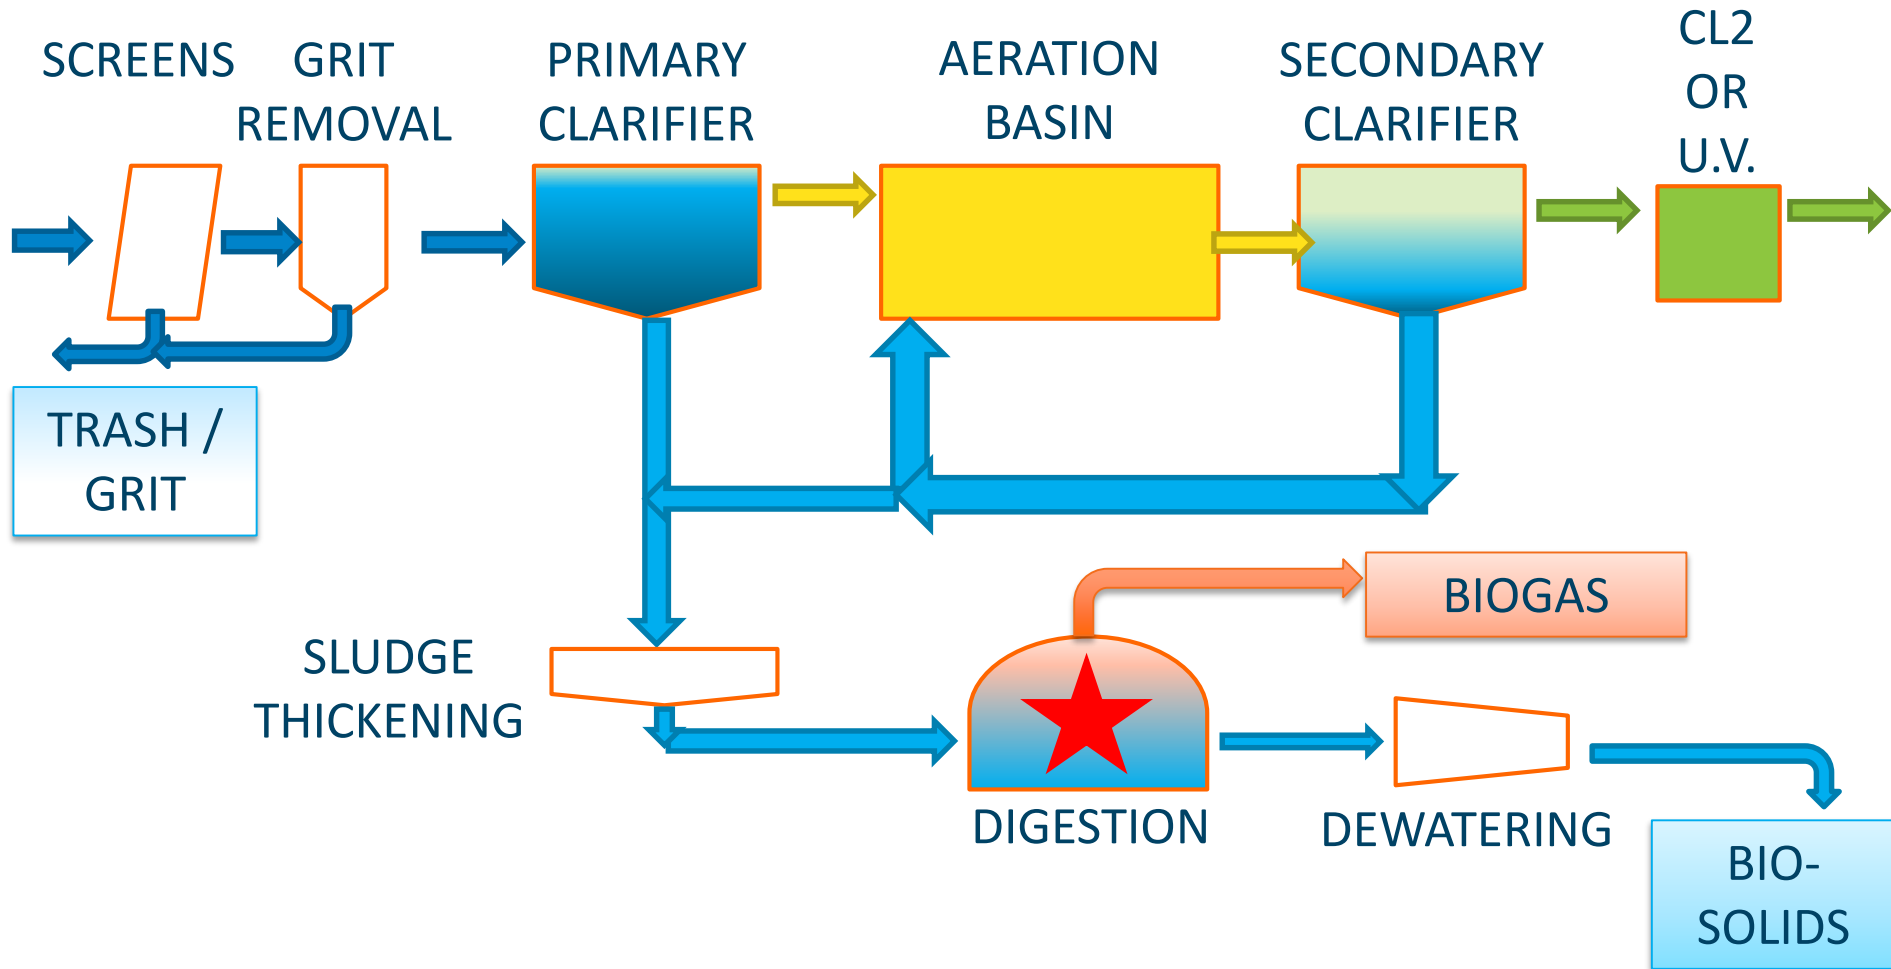 SCREENS
GRIT
REMOVAL
PRIMARY
CLARIFIER
AERATION
BASIN
SECONDARY
CLARIFIER
CL2
OR
U.V.
TRASH /
GRIT
BIOGAS
SLUDGE
THICKENING
DIGESTION
DEWATERING
BIO-
SOLIDS